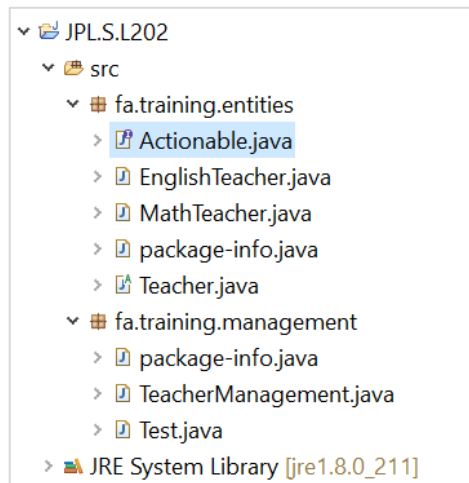 JPL.S.L202
src
fa.training.entities
Actionable.java
EnglishTeacher.java
MathTeacher.java
package-info.java
Teacher.java
fa.training.management
package-info.java
TeacherManagement.java
Test.java
JRE System Library [jre1.8.0_211]